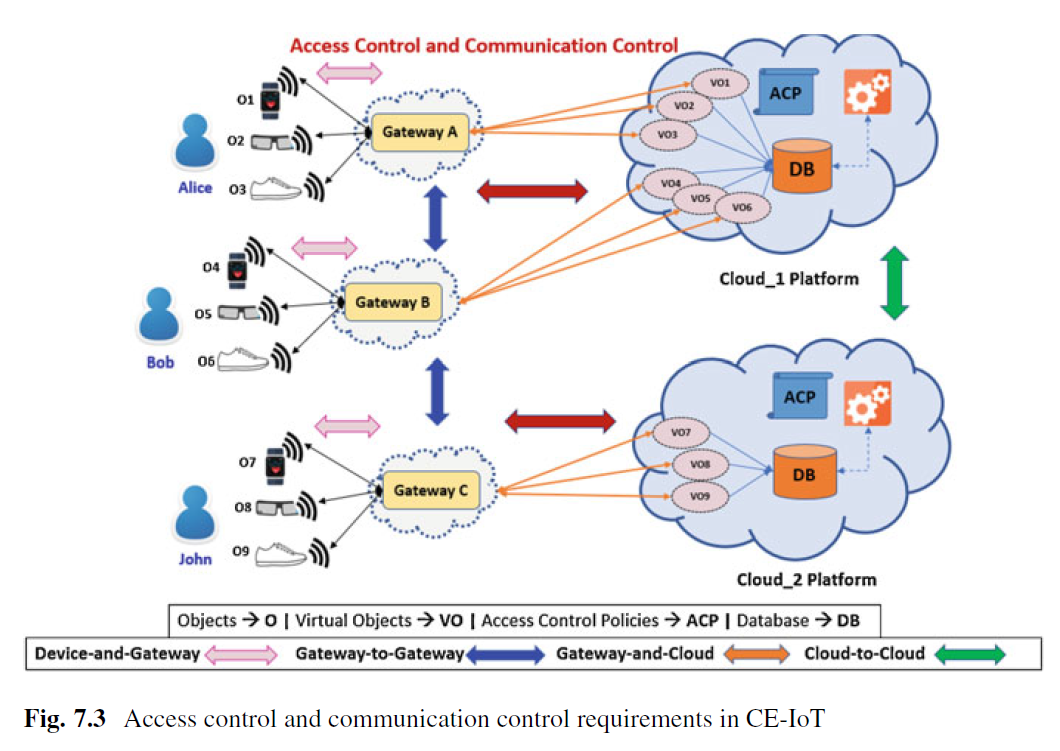 Access Control and Communication Control
O1
O2
O3
Alice
Gateway A
VO1
VO2
VO3
VO4
VO5
VO6
ACP
DB
Cloud_1 Platform
O4
O5
O6
Bob
Gateway B
O7
O8
O9
John
Gateway C
VO7
VO8
VO9
ACP
DB
Cloud_2 Platform
Objects → O | Virtual Objects → VO | Access Control Policies → ACP | Database → DB
Device-and-Gateway Gateway-to-Gateway Gateway-and-Cloud Cloud-to-Cloud
Fig. 7.3 Access control and communication control requirements in CE-IoT